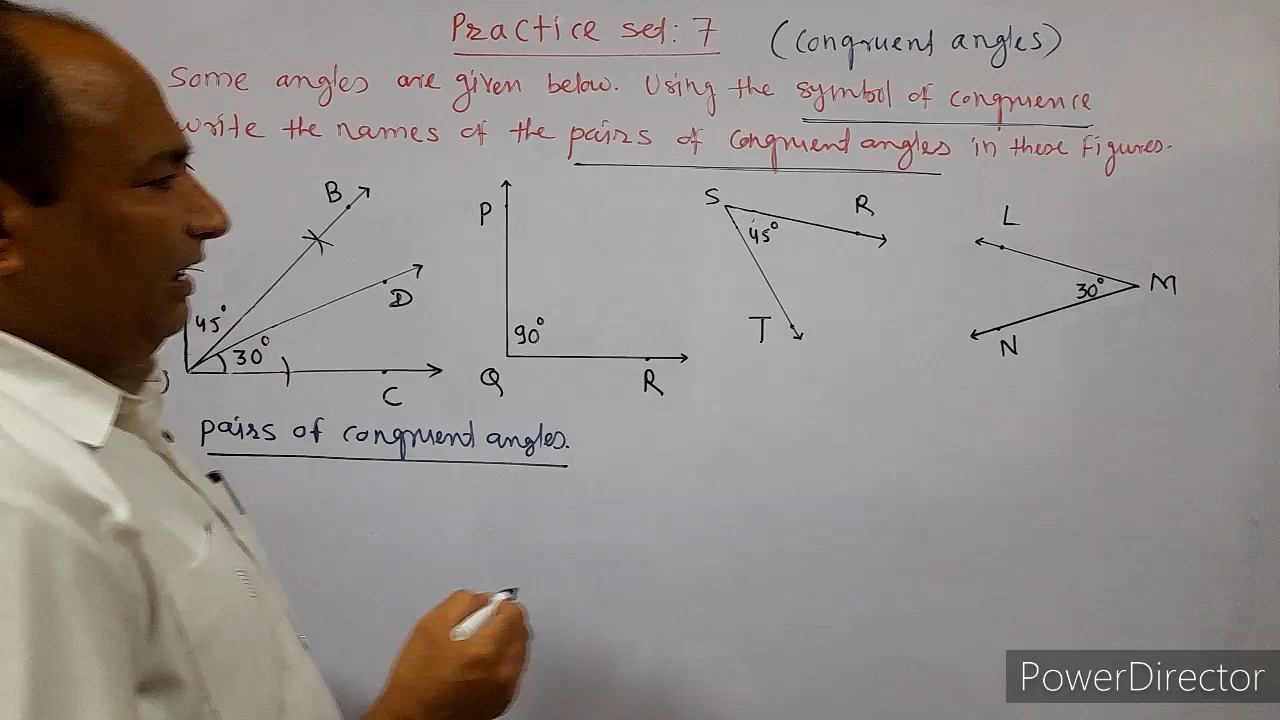 Practice set: 7 (congruent angles)
Some angles are given below. Using the symbol of congruence
write the names of the pairs of congruent angles in these figures.
B P S R L
45° D 45° 30° M
30° 90° T N
C Q R
pairs of congruent angles.
PowerDirector